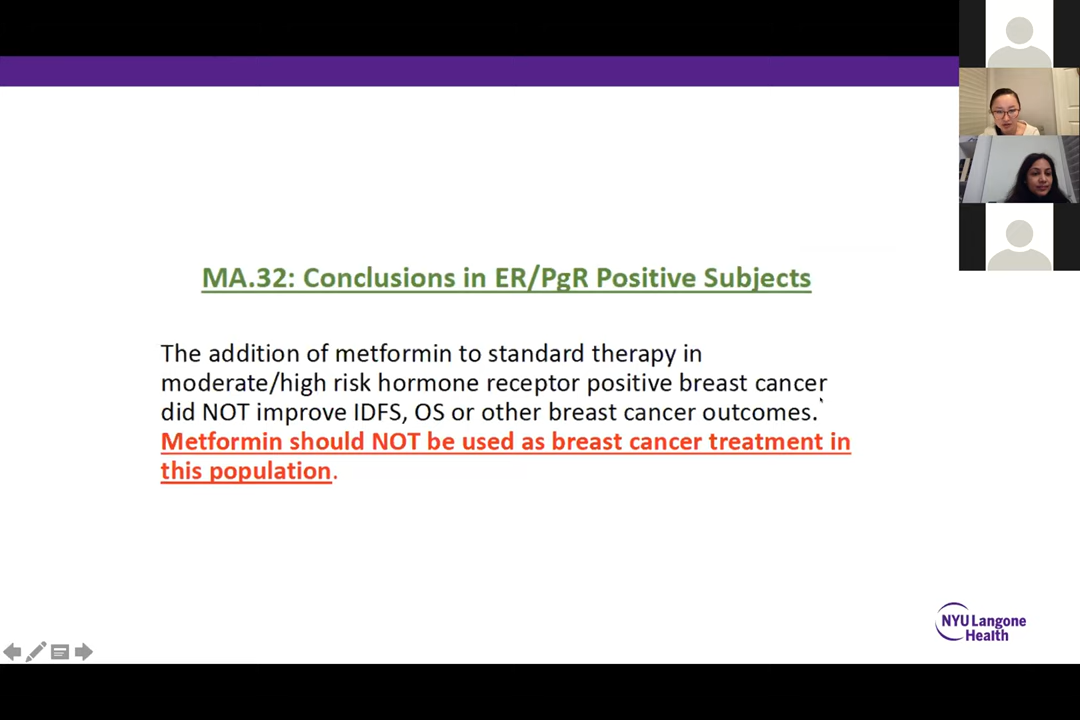 MA.32: Conclusions in ER/PgR Positive Subjects
The addition of metformin to standard therapy in
moderate/high risk hormone receptor positive breast cancer
did NOT improve IDFS, OS or other breast cancer outcomes.
Metformin should NOT be used as breast cancer treatment in
this population.
NYU Langone
Health